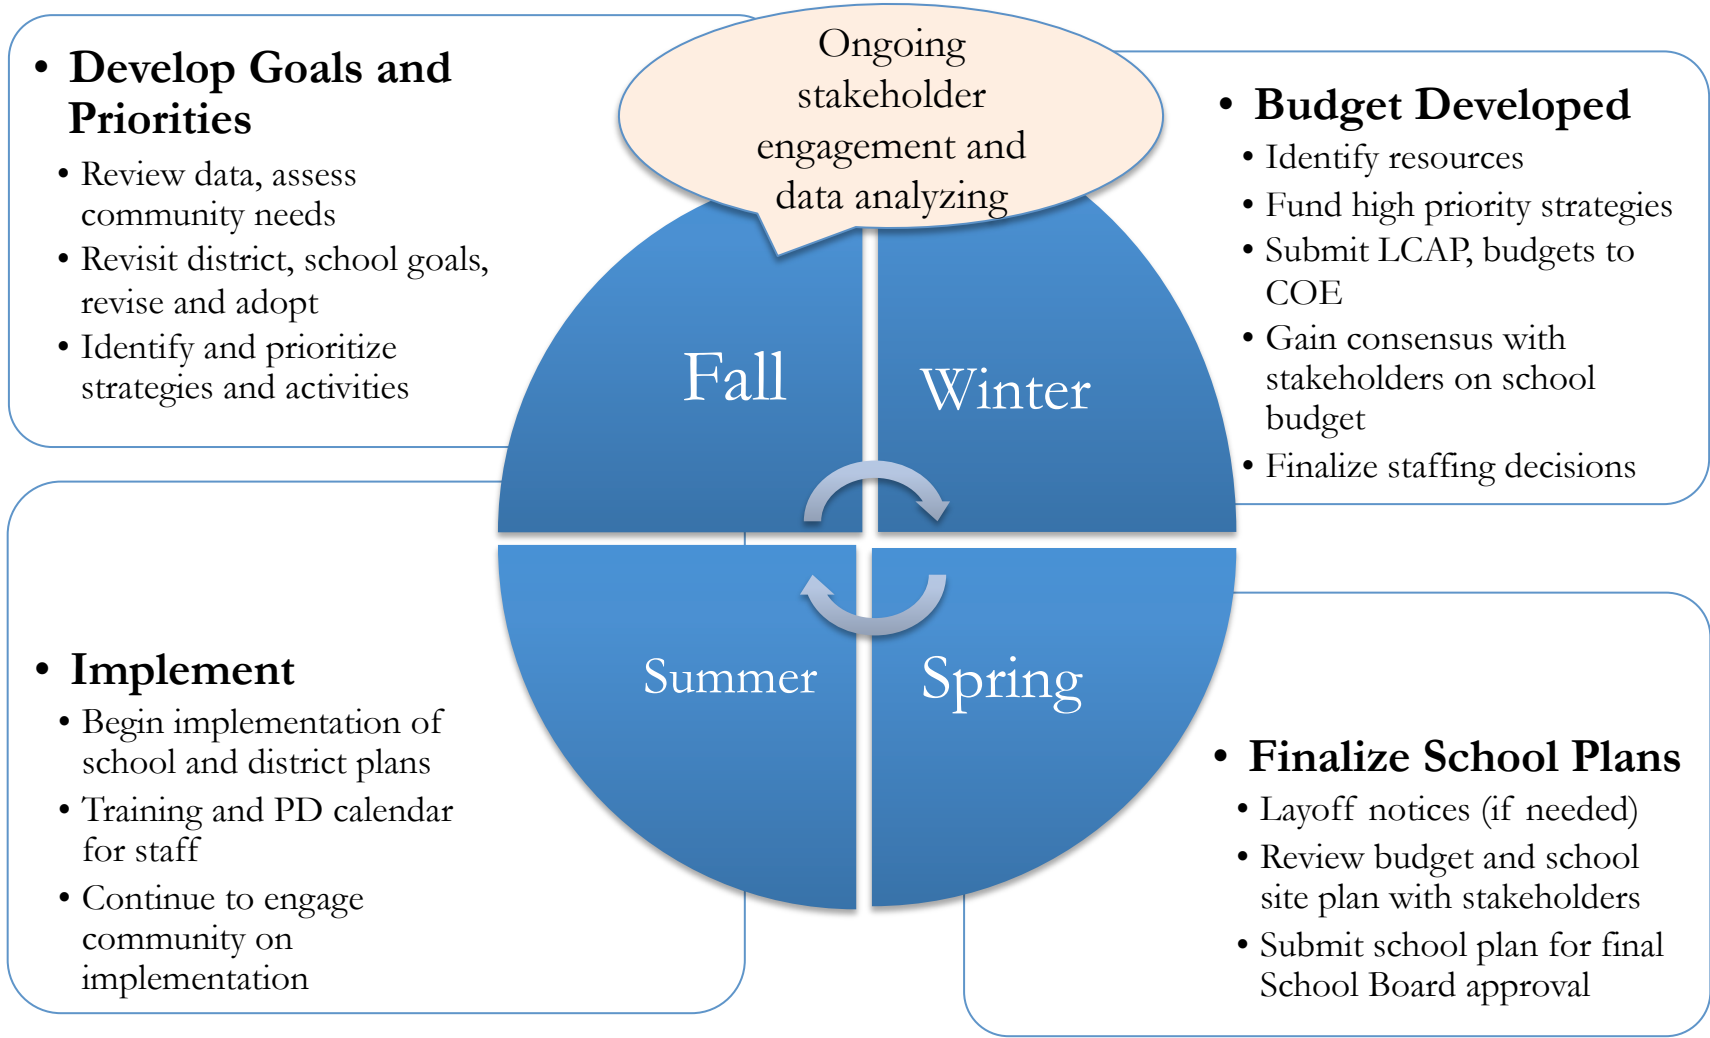 • Develop Goals and
Priorities
• Review data, assess
community needs
• Revisit district, school goals,
revise and adopt
• Identify and prioritize
strategies and activities
Ongoing
stakeholder
engagement and
data analyzing
• Budget Developed
• Identify resources
• Fund high priority strategies
• Submit LCAP, budgets to
COE
• Gain consensus with
stakeholders on school
budget
• Finalize staffing decisions
Fall
Winter
Summer
Spring
• Implement
• Begin implementation of
school and district plans
• Training and PD calendar
for staff
• Continue to engage
community on
implementation
• Finalize School Plans
• Layoff notices (if needed)
• Review budget and school
site plan with stakeholders
• Submit school plan for final
School Board approval